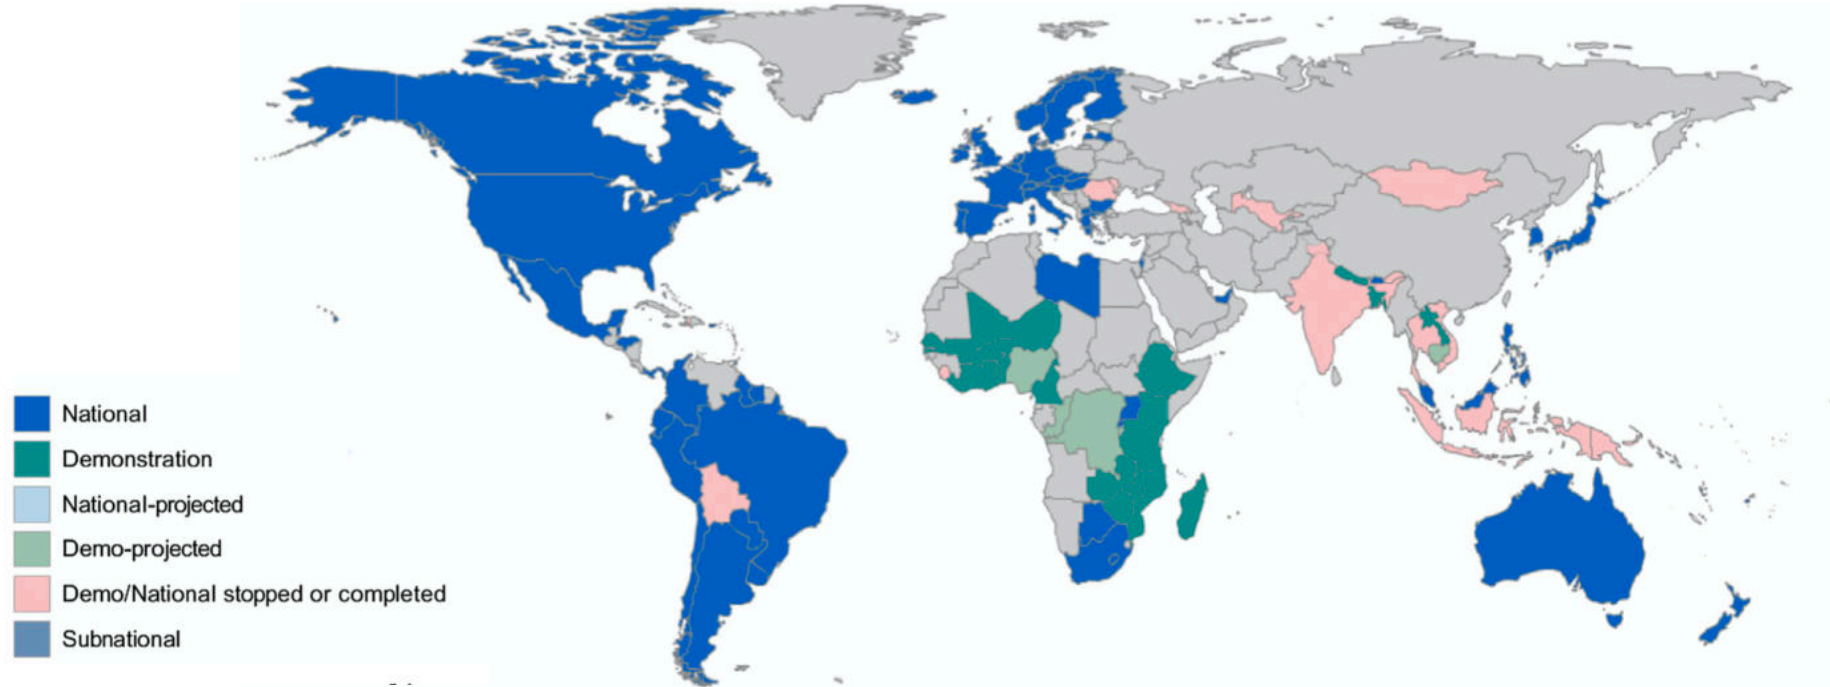 National
Demonstration
National-projected
Demo-projected
Demo/National stopped or completed
Subnational